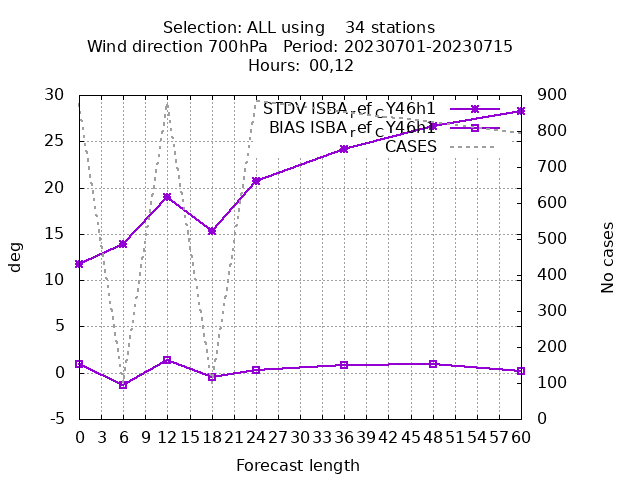 Selection: ALL using    34 stations
Wind direction 700hPa   Period: 20230701-20230715
Hours: 00,12
STDV ISBA_ref_CY46h1
BIAS ISBA_ref_CY46h1
CASES
30
25
20
15
10
5
0
-5
deg
900
800
700
600
500
400
300
200
100
0
No cases
0 3 6 9 12 15 18 21 24 27 30 33 36 39 42 45 48 51 54 57 60
Forecast length